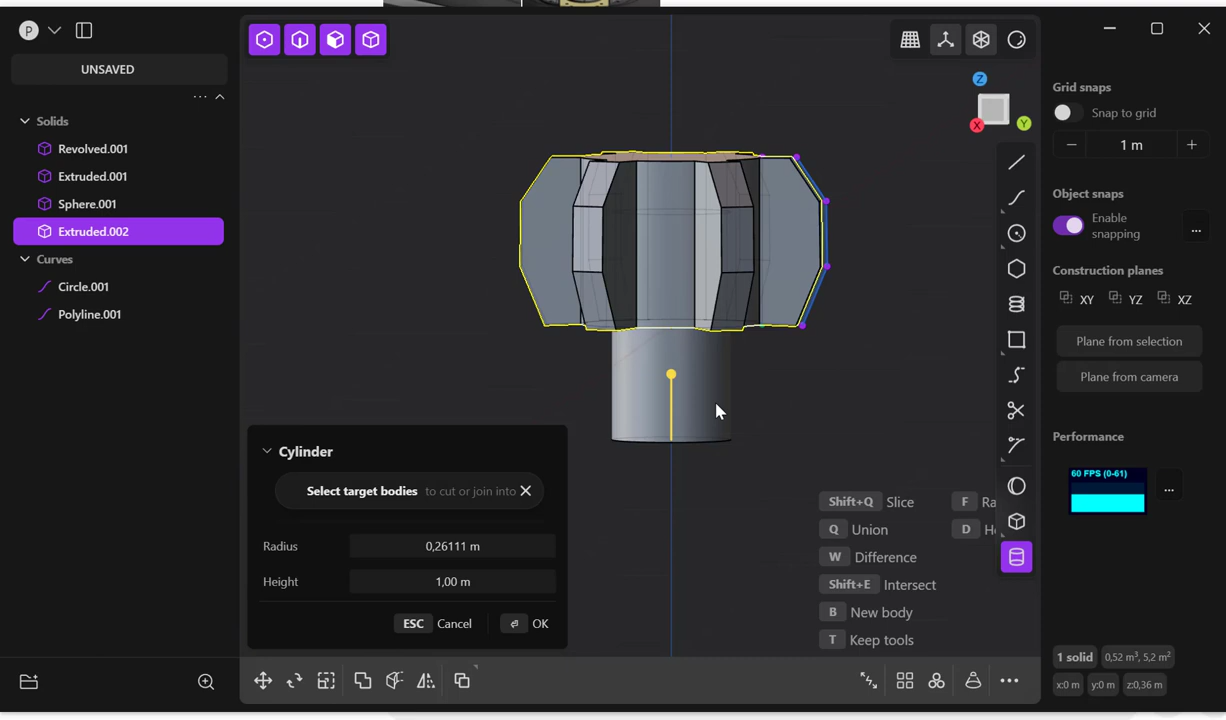 P
UNSAVED
...
Solids
Revolved.001
Extruded.001
Sphere.001
Extruded.002
Curves
Circle.001
Polyline.001
Z
X
Y
Grid snaps
Snap to grid
1 m
Object snaps
Enable
snapping
...
Construction planes
XY YZ XZ
Plane from selection
Plane from camera
Performance
60 FPS (0-61)
...
Cylinder
Select target bodies to cut or join into
Radius 0,26111 m
Height 1,00 m
ESC Cancel OK
Shift+Q Slice F Ra
Q Union D H
W Difference
Shift+E Intersect
B New body
T Keep tools
1 solid 0,52 m³, 5,2 m²
x:0 m y:0 m z:0,36 m